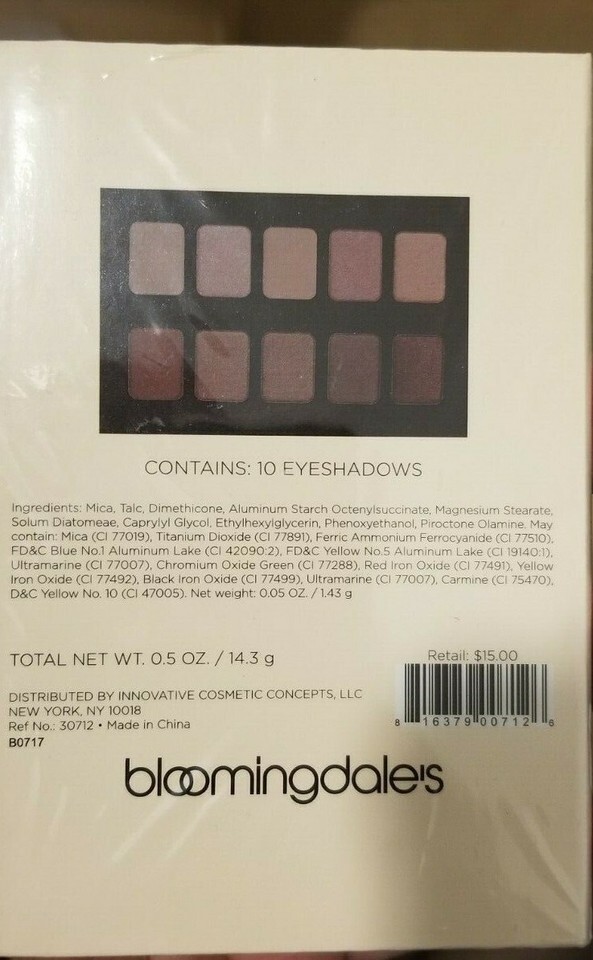 CONTAINS: 10 EYESHADOWS
Ingredients: Mica, Talc, Dimethicone, Aluminum Starch Octenylsuccinate, Magnesium Stearate,
Solum Diatomeae, Caprylyl Glycol, Ethylhexylglycerin, Phenoxyethanol, Piroctone Olamine. May
contain: Mica (CI 77019), Titanium Dioxide (CI 77891), Ferric Ammonium Ferrocyanide (CI 77510),
FD&C Blue No.1 Aluminum Lake (CI 42090:2), FD&C Yellow No.5 Aluminum Lake (CI 19140:1),
Ultramarine (CI 77007), Chromium Oxide Green (CI 77288), Red Iron Oxide (CI 77491), Yellow
Iron Oxide (CI 77492), Black Iron Oxide (CI 77499), Ultramarine (CI 77007), Carmine (CI 75470),
D&C Yellow No. 10 (CI 47005). Net weight: 0.05 OZ. / 1.43 g
TOTAL NET WT. 0.5 OZ. / 14.3 g
Retail: $15.00
8 16379 00712 6
DISTRIBUTED BY INNOVATIVE COSMETIC CONCEPTS, LLC
NEW YORK, NY 10018
Ref No.: 30712 • Made in China
B0717
bloomingdale's